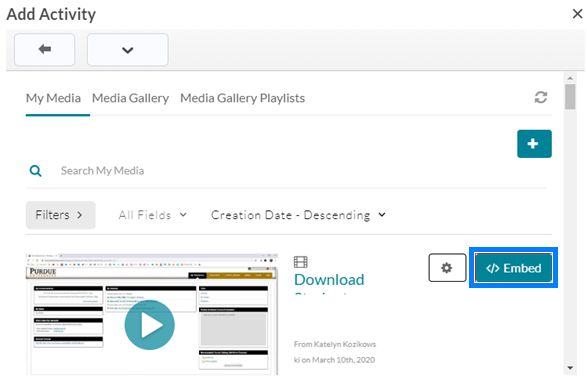 Add Activity
My Media Media Gallery Media Gallery Playlists
Search My Media
Filters > All Fields Creation Date - Descending
PURDUE
Download
</> Embed
From Katelyn Kozikows
ki on March 10th, 2020